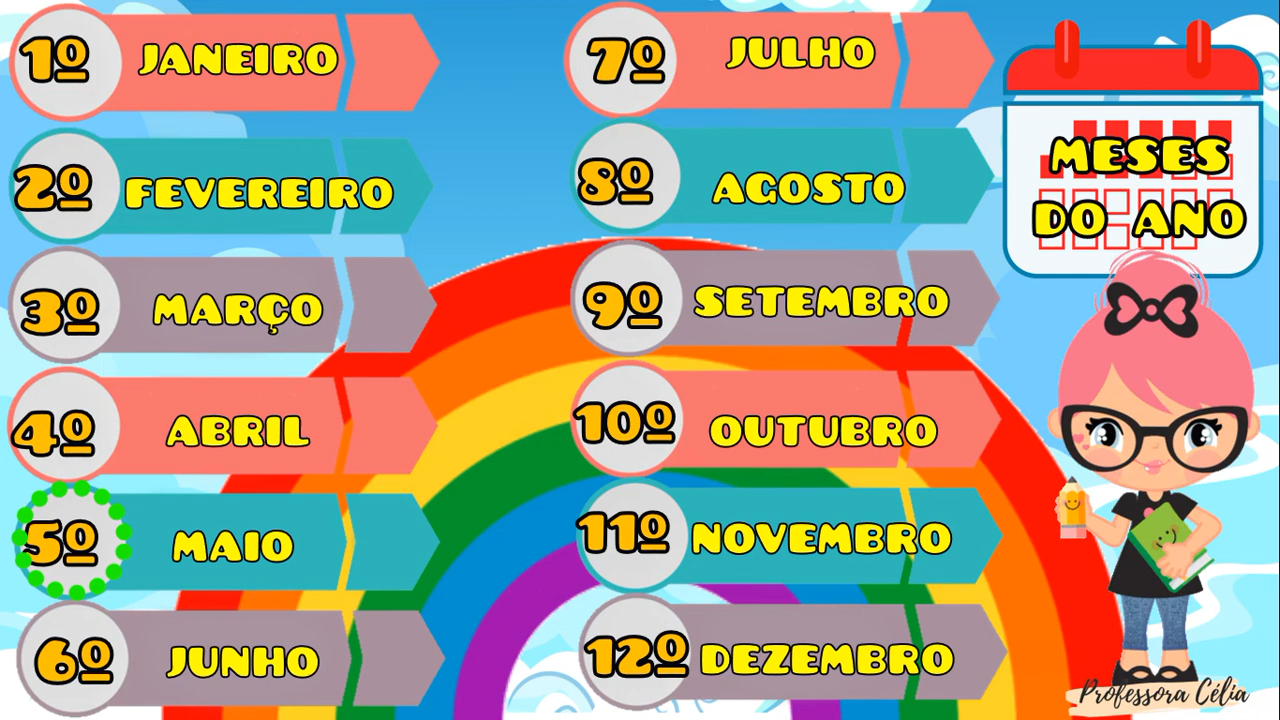 1º JANEIRO
2º FEVEREIRO
3º MARÇO
4º ABRIL
5º MAIO
6º JUNHO
7º JULHO
8º AGOSTO
9º SETEMBRO
10º OUTUBRO
11º NOVEMBRO
12º DEZEMBRO
MESES
DO ANO
Professora Célia